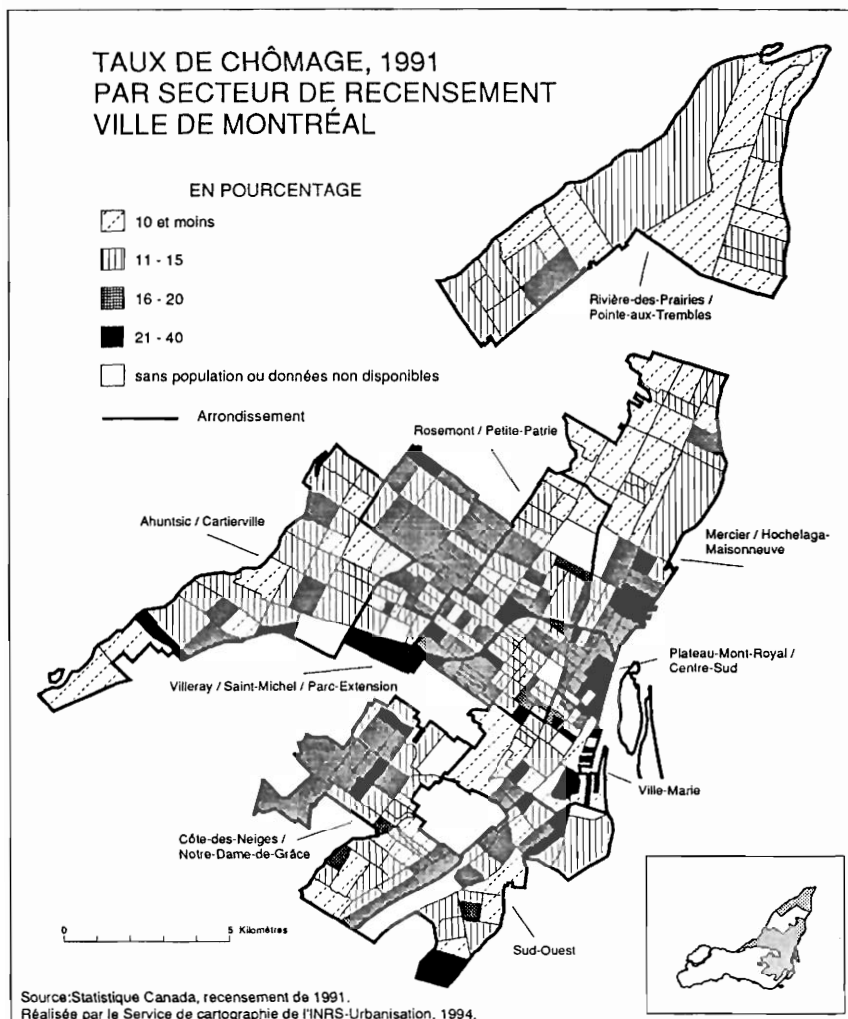 TAUX DE CHÔMAGE, 1991
PAR SECTEUR DE RECENSEMENT
VILLE DE MONTRÉAL
EN POURCENTAGE
10 et moins
11 - 15
16 - 20
21 - 40
sans population ou données non disponibles
Arrondissement
Rivière-des-Prairies /
Pointe-aux-Trembles
Rosemont / Petite-Patrie
Ahuntsic / Cartierville
Mercier / Hochelaga-
Maisonneuve
Plateau-Mont-Royal /
Centre-Sud
Villeray / Saint-Michel / Parc-Extension
Ville-Marie
Côte-des-Neiges /
Notre-Dame-de-Grâce
0 5 Kilomètres
Sud-Ouest
Source:Statistique Canada, recensement de 1991.
Réalisée par le Service de cartographie de l'INRS-Urbanisation, 1994.